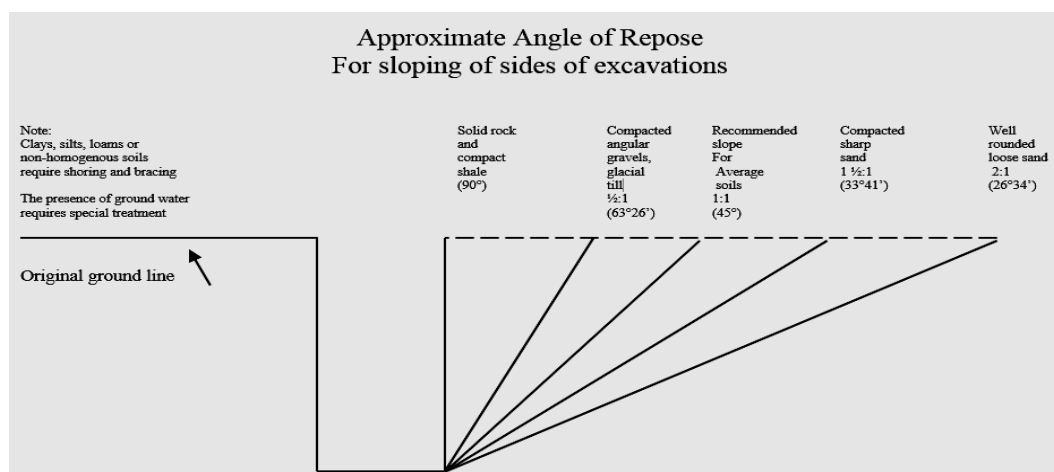 Approximate Angle of Repose
For sloping of sides of excavations
Note:
Clays, silts, loams or
non-homogenous soils
require shoring and bracing
The presence of ground water
requires special treatment
Solid rock
and
compact
shale
(90°)
Compacted
angular
gravels,
glacial
till
½:1
(63°26’)
Recommended
slope
For
Average
soils
1:1
(45°)
Compacted
sharp
sand
1 ½:1
(33°41’)
Well
rounded
loose sand
2:1
(26°34’)
Original ground line